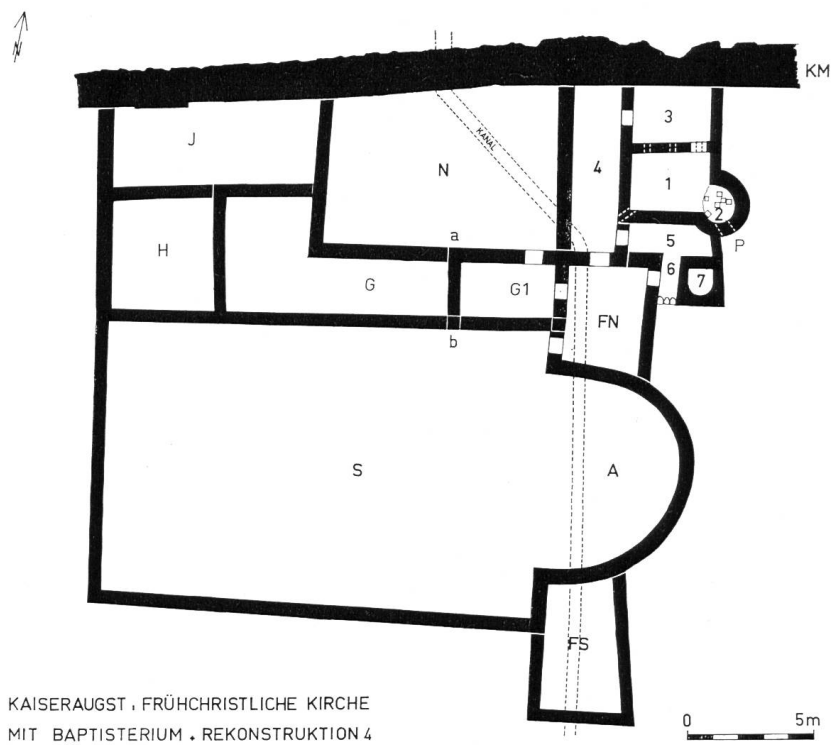 N
KM
J
3
KANAL
N
4
1
2
H
a
5
P
G
G1
6
7
FN
b
S
A
FS
KAISERAUGST . FRÜHCHRISTLICHE KIRCHE
MIT BAPTISTERIUM . REKONSTRUKTION 4
0 5m